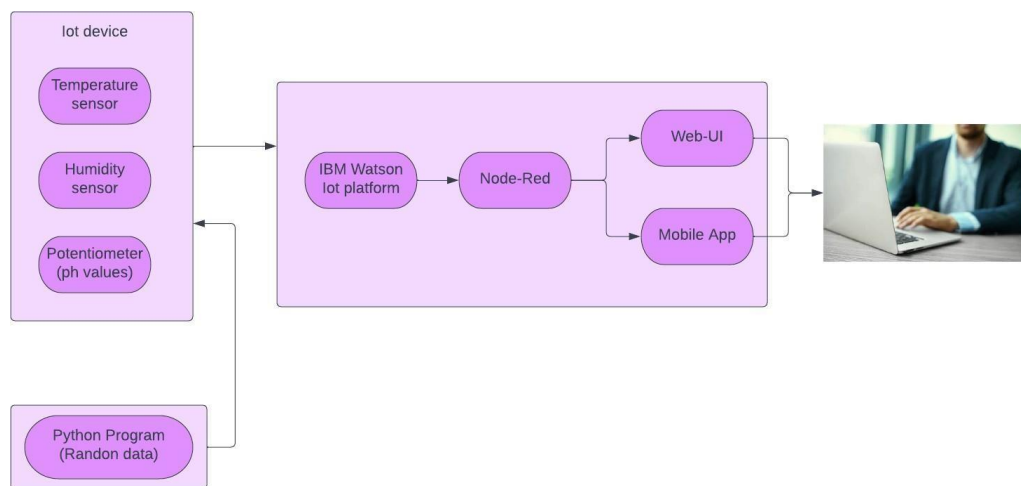 Iot device
Temperature
sensor
Humidity
sensor
Potentiometer
(ph values)
IBM Watson
Iot platform
Node-Red
Web-UI
Mobile App
Python Program
(Randon data)